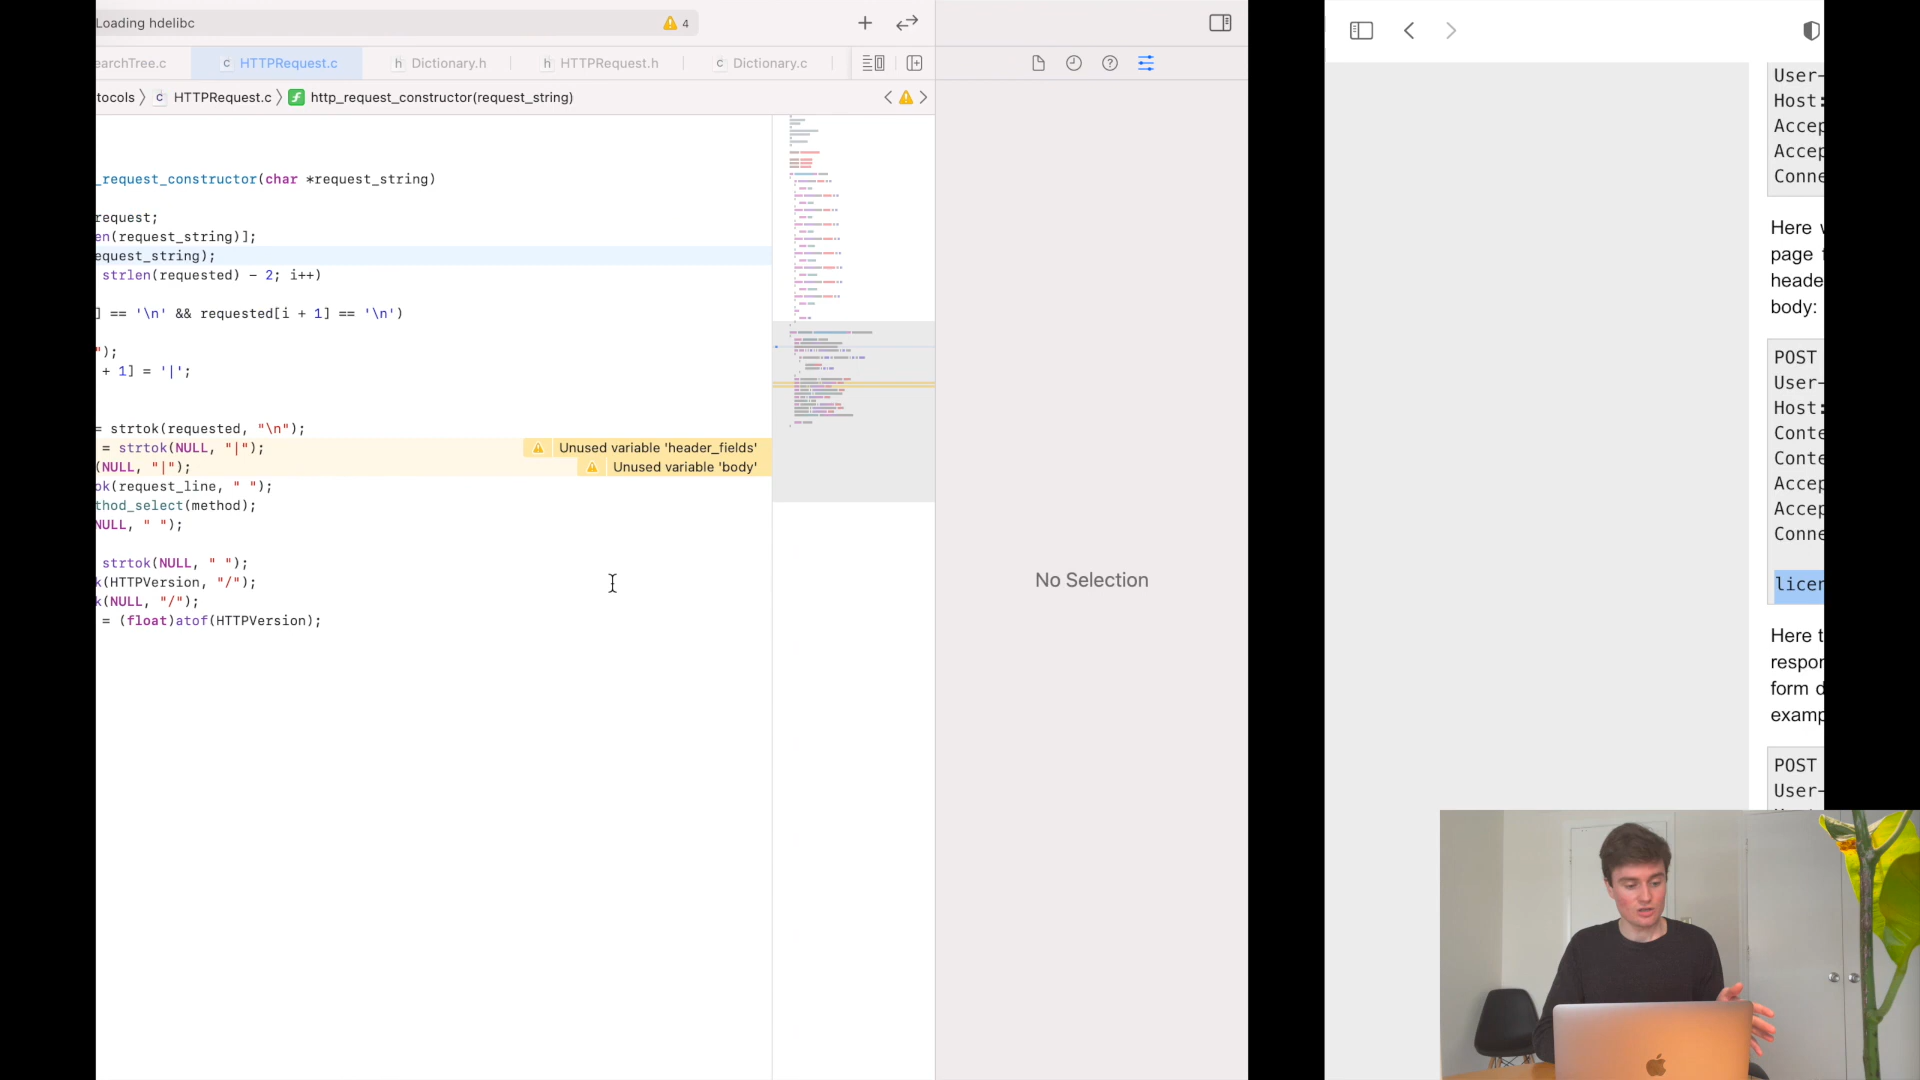 Loading hdelibc
4
earchTree.c
HTTPRequest.c
Dictionary.h
HTTPRequest.h
Dictionary.c
tocols
HTTPRequest.c
http_request_constructor(request_string)
_request_constructor(char *request_string)
request;
en(request_string)];
equest_string);
strlen(requested) - 2; i++)
] == '\n' && requested[i + 1] == '\n')
");
+ 1] = '|';
= strtok(requested, "\n");
= strtok(NULL, "|");
Unused variable 'header_fields'
(NULL, "|");
Unused variable 'body'
ok(request_line, " ");
thod_select(method);
NULL, " ");
strtok(NULL, " ");
k(HTTPVersion, "/");
k(NULL, "/");
= (float)atof(HTTPVersion);
No Selection
User-
Host:
Accep
Accep
Conne
Here
page
heade
body:
POST
User-
Host:
Conte
Conte
Accep
Accep
Conne
licen
Here t
respon
form d
examp
POST
User-